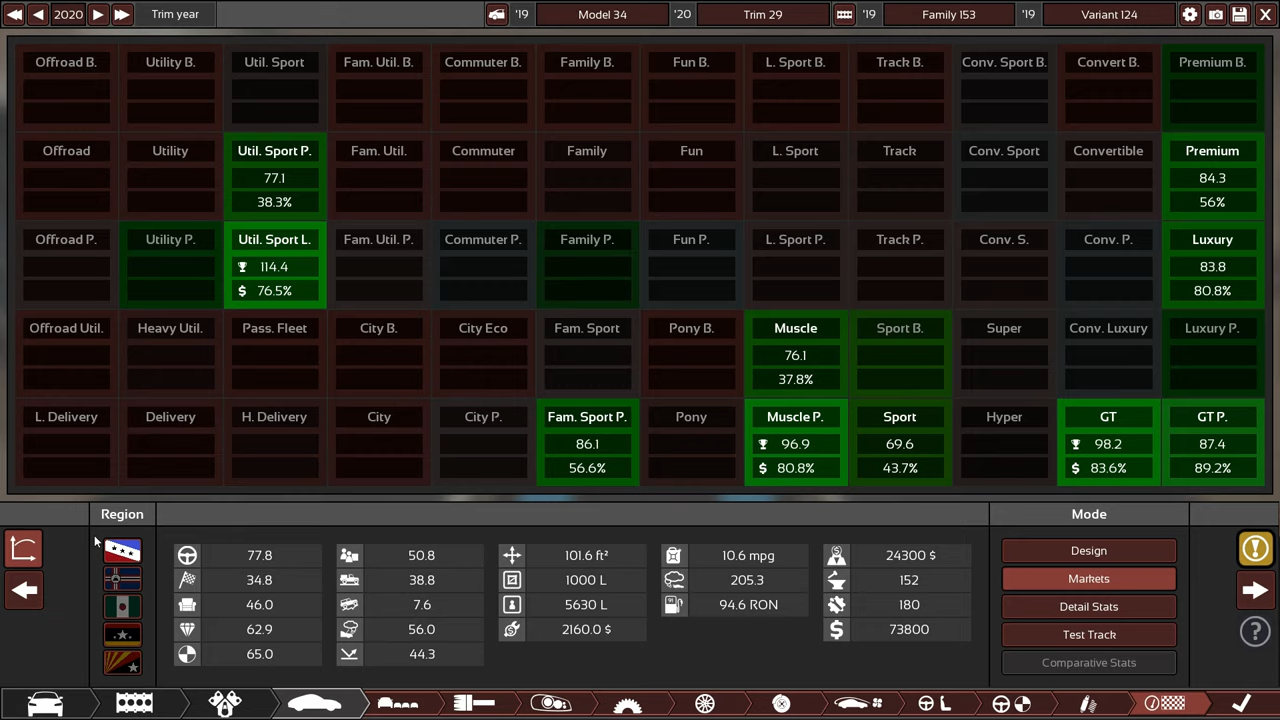 2020 Trim year '19 Model 34 '20 Trim 29 '19 Family 153 '19 Variant 124
Offroad B. Utility B. Util. Sport Fam. Util. B. Commuter B. Family B. Fun B. L. Sport B. Track B. Conv. Sport B. Convert B. Premium B.
Offroad Utility Util. Sport P. Fam. Util. Commuter Family Fun L. Sport Track Conv. Sport Convertible Premium
77.1 84.3
38.3% 56%
Offroad P. Utility P. Util. Sport L. Fam. Util. P. Commuter P. Family P. Fun P. L. Sport P. Track P. Conv. S. Conv. P. Luxury
114.4 83.8
$ 76.5% 80.8%
Offroad Util. Heavy Util. Pass. Fleet City B. City Eco Fam. Sport Pony B. Muscle Sport B. Super Conv. Luxury Luxury P.
76.1
37.8%
L. Delivery Delivery H. Delivery City City P. Fam. Sport P. Pony Muscle P. Sport Hyper GT GT P.
86.1 96.9 69.6 98.2 87.4
56.6% $ 80.8% 43.7% $ 83.6% 89.2%
Region Mode
77.8 50.8 101.6 ft² 10.6 mpg 24300 $ Design
34.8 38.8 1000 L 205.3 152 Markets
46.0 7.6 5630 L 94.6 RON 180 Detail Stats
62.9 56.0 2160.0 $ $ 73800 Test Track
65.0 44.3 Comparative Stats